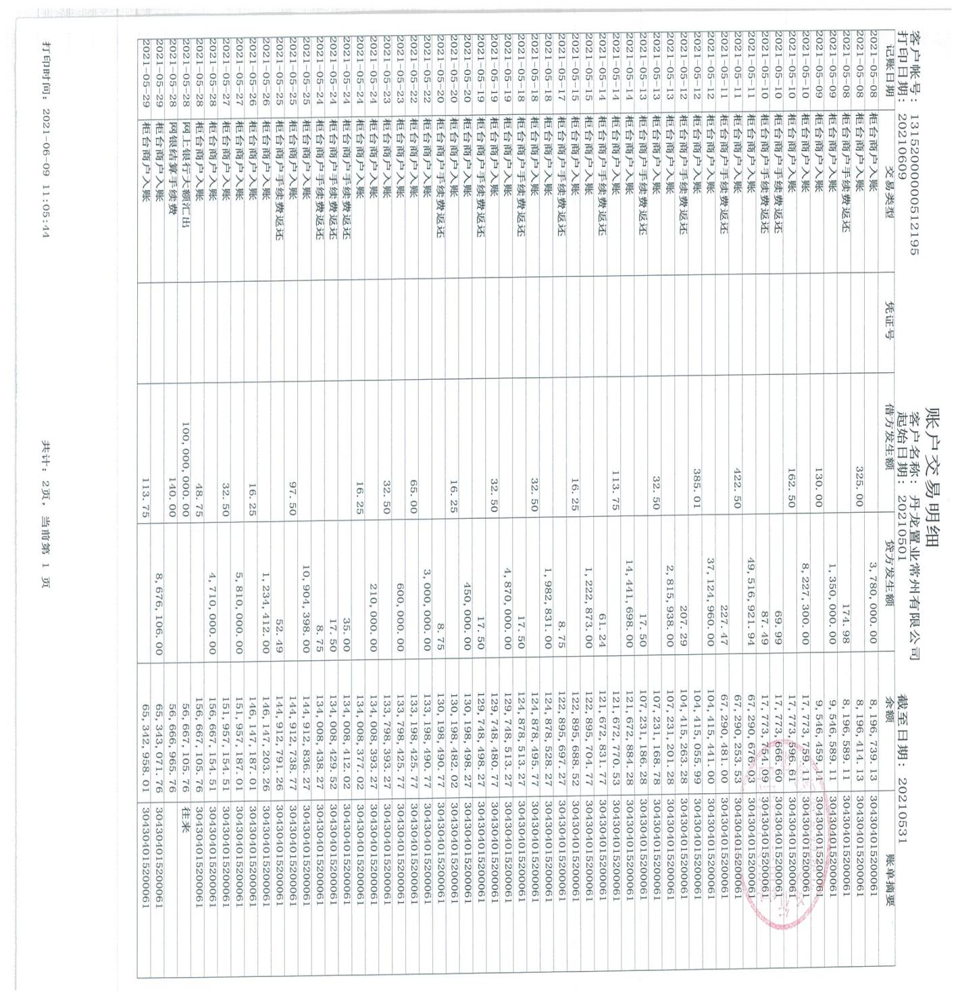 账户交易明细
客户帐号: 1315200000512195 客户名称: 丹龙置业常州有限公司
打印日期: 20210609 起始日期: 20210501 截至日期: 20210531
记账日期 交易类型 凭证号 借方发生额 贷方发生额 余额 账单摘要
2021-05-08 柜台商户入账 3,780,000.00 8,196,739.13 304304015200061
2021-05-08 柜台商户入账 325.00 8,196,414.13 304304015200061
2021-05-08 柜台商户手续费返还 174.98 8,196,589.11 304304015200061
2021-05-09 柜台商户入账 1,350,000.00 9,546,589.11 304304015200061
2021-05-09 柜台商户入账 130.00 9,546,459.11 304304015200061
2021-05-10 柜台商户入账 8,227,300.00 17,773,759.11 304304015200061
2021-05-10 柜台商户入账 162.50 17,773,596.61 304304015200061
2021-05-10 柜台商户手续费返还 69.99 17,773,666.60 304304015200061
2021-05-10 柜台商户手续费返还 87.49 17,773,754.09 304304015200061
2021-05-11 柜台商户入账 49,516,921.94 67,290,676.03 304304015200061
2021-05-11 柜台商户入账 422.50 67,290,253.53 304304015200061
2021-05-11 柜台商户手续费返还 227.47 67,290,481.00 304304015200061
2021-05-12 柜台商户入账 37,124,960.00 104,415,441.00 304304015200061
2021-05-12 柜台商户入账 385.01 104,415,055.99 304304015200061
2021-05-12 柜台商户手续费返还 207.29 104,415,263.28 304304015200061
2021-05-13 柜台商户入账 2,815,938.00 107,231,201.28 304304015200061
2021-05-13 柜台商户入账 32.50 107,231,168.78 304304015200061
2021-05-13 柜台商户手续费返还 17.50 107,231,186.28 304304015200061
2021-05-14 柜台商户入账 14,441,698.00 121,672,884.28 304304015200061
2021-05-14 柜台商户入账 113.75 121,672,770.53 304304015200061
2021-05-14 柜台商户手续费返还 61.24 121,672,831.77 304304015200061
2021-05-15 柜台商户入账 1,222,873.00 122,895,704.77 304304015200061
2021-05-15 柜台商户入账 16.25 122,895,688.52 304304015200061
2021-05-17 柜台商户手续费返还 8.75 122,895,697.27 304304015200061
2021-05-18 柜台商户入账 1,982,831.00 124,878,528.27 304304015200061
2021-05-18 柜台商户入账 32.50 124,878,495.77 304304015200061
2021-05-18 柜台商户手续费返还 17.50 124,878,513.27 304304015200061
2021-05-19 柜台商户入账 4,870,000.00 129,748,513.27 304304015200061
2021-05-19 柜台商户入账 32.50 129,748,480.77 304304015200061
2021-05-19 柜台商户手续费返还 17.50 129,748,498.27 304304015200061
2021-05-20 柜台商户入账 450,000.00 130,198,498.27 304304015200061
2021-05-20 柜台商户入账 16.25 130,198,482.02 304304015200061
2021-05-20 柜台商户手续费返还 8.75 130,198,490.77 304304015200061
2021-05-22 柜台商户入账 3,000,000.00 133,198,490.77 304304015200061
2021-05-22 柜台商户入账 65.00 133,198,425.77 304304015200061
2021-05-23 柜台商户入账 600,000.00 133,798,425.77 304304015200061
2021-05-23 柜台商户入账 32.50 133,798,393.27 304304015200061
2021-05-24 柜台商户入账 210,000.00 134,008,393.27 304304015200061
2021-05-24 柜台商户入账 16.25 134,008,377.02 304304015200061
2021-05-24 柜台商户手续费返还 35.00 134,008,412.02 304304015200061
2021-05-24 柜台商户手续费返还 17.50 134,008,429.52 304304015200061
2021-05-24 柜台商户手续费返还 8.75 134,008,438.27 304304015200061
2021-05-25 柜台商户入账 10,904,398.00 144,912,836.27 304304015200061
2021-05-25 柜台商户入账 97.50 144,912,738.77 304304015200061
2021-05-25 柜台商户手续费返还 52.49 144,912,791.26 304304015200061
2021-05-26 柜台商户入账 1,234,412.00 146,147,203.26 304304015200061
2021-05-26 柜台商户入账 16.25 146,147,187.01 304304015200061
2021-05-27 柜台商户入账 5,810,000.00 151,957,187.01 304304015200061
2021-05-27 柜台商户入账 32.50 151,957,154.51 304304015200061
2021-05-28 柜台商户入账 4,710,000.00 156,667,154.51 304304015200061
2021-05-28 柜台商户入账 48.75 156,667,105.76 304304015200061
2021-05-28 网上银行大额汇出 100,000,000.00 56,667,105.76 往来
2021-05-28 网银结算手续费 140.00 56,666,965.76
2021-05-29 柜台商户入账 8,676,106.00 65,343,071.76 304304015200061
2021-05-29 柜台商户入账 113.75 65,342,958.01 304304015200061
打印时间: 2021-06-09 11:05:44 共计: 2页, 当前第 1 页